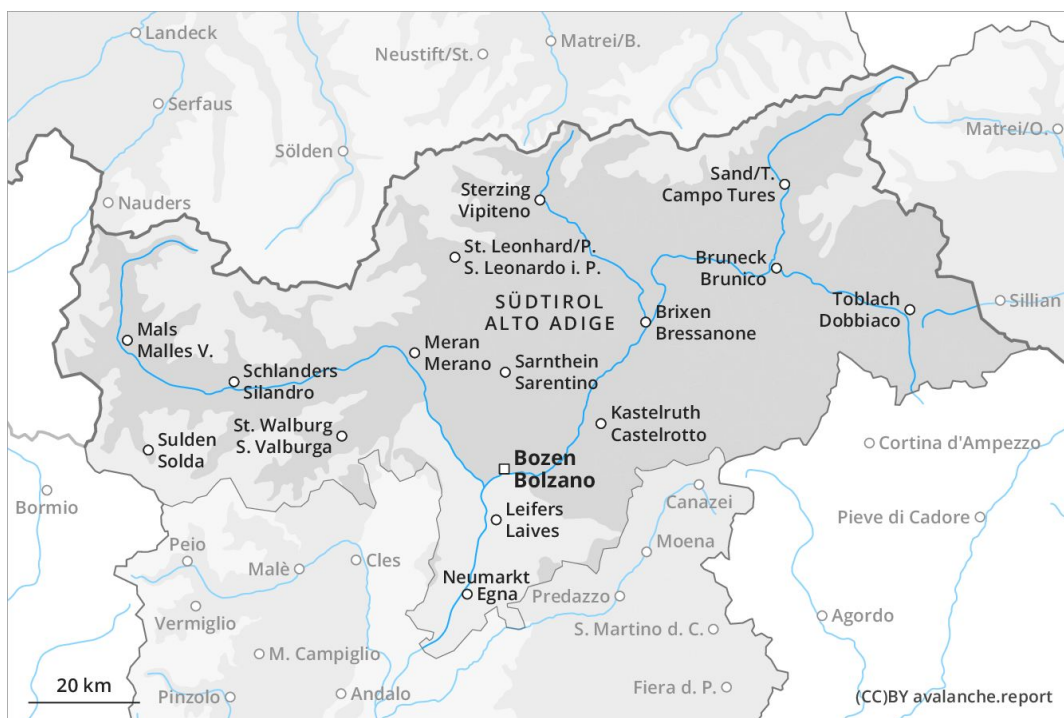 Landeck
Neustift/St.
Matrei/B.
Serfaus
Matrei/O.
Sölden
Nauders
Sand/T.
Campo Tures
Sterzing
Vipiteno
St. Leonhard/P.
S. Leonardo i. P.
Bruneck
Brunico
SÜDTIROL
ALTO ADIGE
Toblach
Dobbiaco
Sillian
Brixen
Bressanone
Mals
Malles V.
Meran
Merano
Schlanders
Silandro
Sarnthein
Sarentino
Kastelruth
Castelrotto
St. Walburg
S. Valburga
Sulden
Solda
Cortina d'Ampezzo
Bozen
Bolzano
Bormio
Canazei
Leifers
Laives
Pieve di Cadore
Peio
Moena
Malè
Cles
Neumarkt
Egna
Predazzo
Vermiglio
Agordo
S. Martino d. C.
M. Campiglio
20 km
Pinzolo
Andalo
Fiera d. P.
(CC)BY avalanche.report